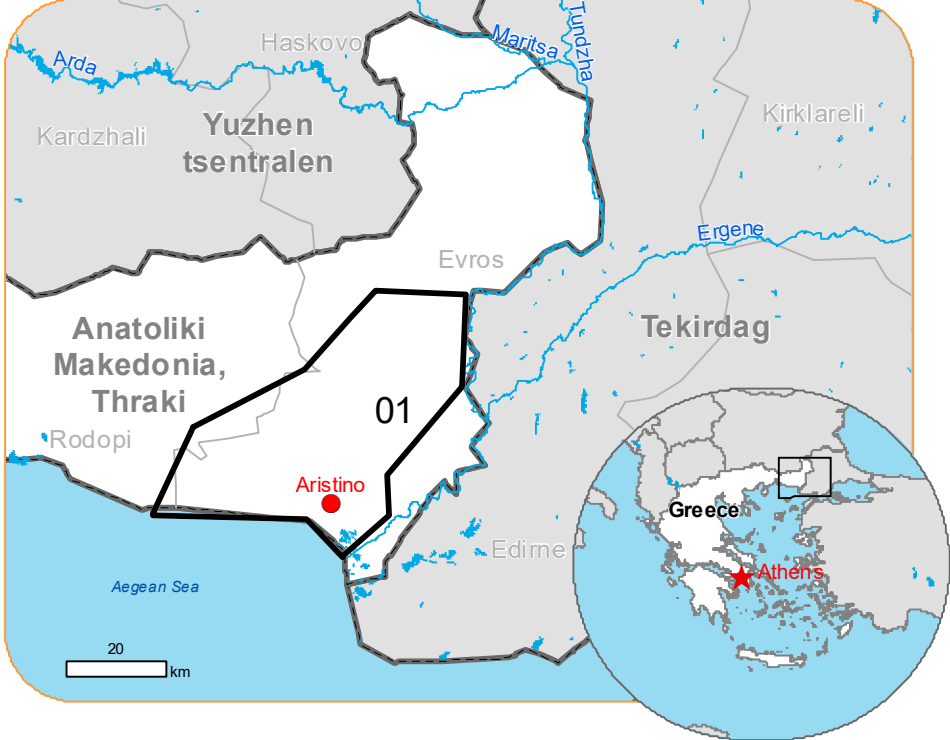 Haskovo
Maritsa
Tundzha
Arda
Kardzhali
Yuzhen
tsentralen
Kirklareli
Ergene
Evros
Anatoliki
Makedonia,
Thraki
Tekirdag
01
Rodopi
Aristino
Greece
Edirne
Athens
Aegean Sea
20
km